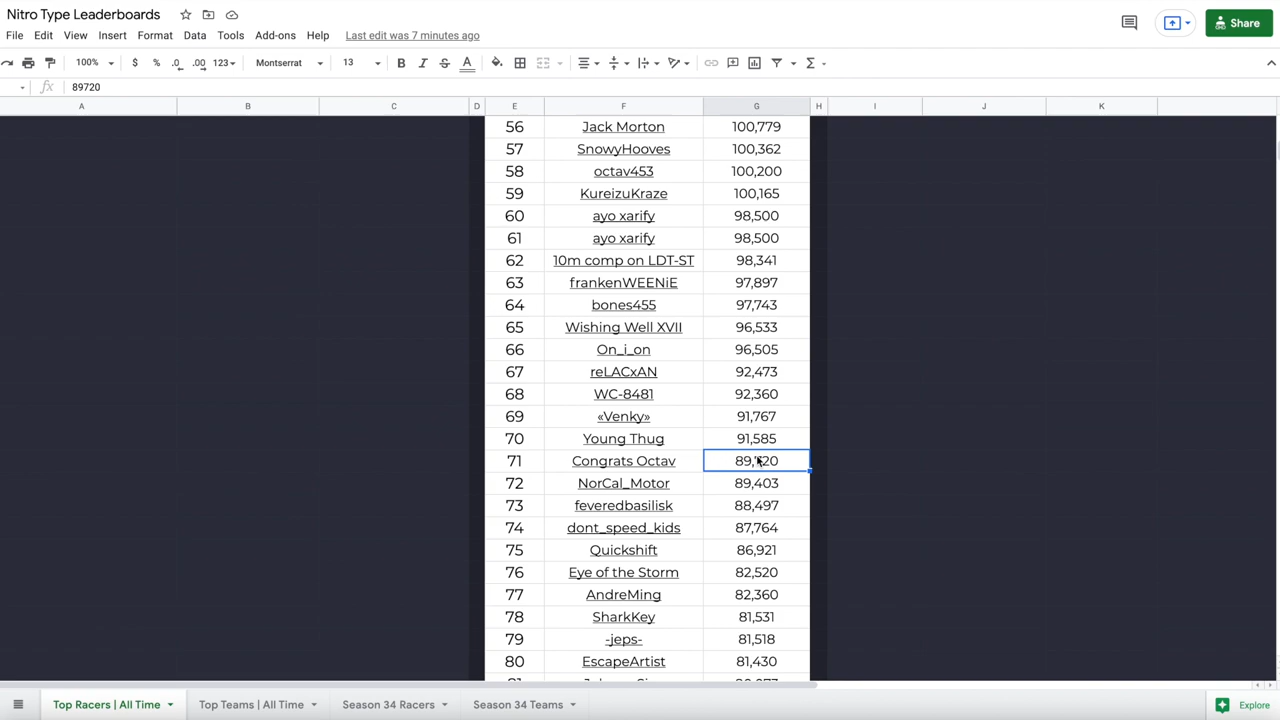 Nitro Type Leaderboards
File Edit View Insert Format Data Tools Add-ons Help Last edit was 7 minutes ago
Share
100% $ % .0 .00 123 Montserrat 13 B I S A
fx 89720
A B C D E F G H I J K
56 Jack Morton 100,779
57 SnowyHooves 100,362
58 octav453 100,200
59 KureizuKraze 100,165
60 ayo xarify 98,500
61 ayo xarify 98,500
62 10m comp on LDT-ST 98,341
63 frankenWEENiE 97,897
64 bones455 97,743
65 Wishing Well XVII 96,533
66 On_i_on 96,505
67 reLACxAN 92,473
68 WC-8481 92,360
69 «Venky» 91,767
70 Young Thug 91,585
71 Congrats Octav 89,720
72 NorCal_Motor 89,403
73 feveredbasilisk 88,497
74 dont_speed_kids 87,764
75 Quickshift 86,921
76 Eye of the Storm 82,520
77 AndreMing 82,360
78 SharkKey 81,531
79 -jeps- 81,518
80 EscapeArtist 81,430
Top Racers | All Time Top Teams | All Time Season 34 Racers Season 34 Teams Explore